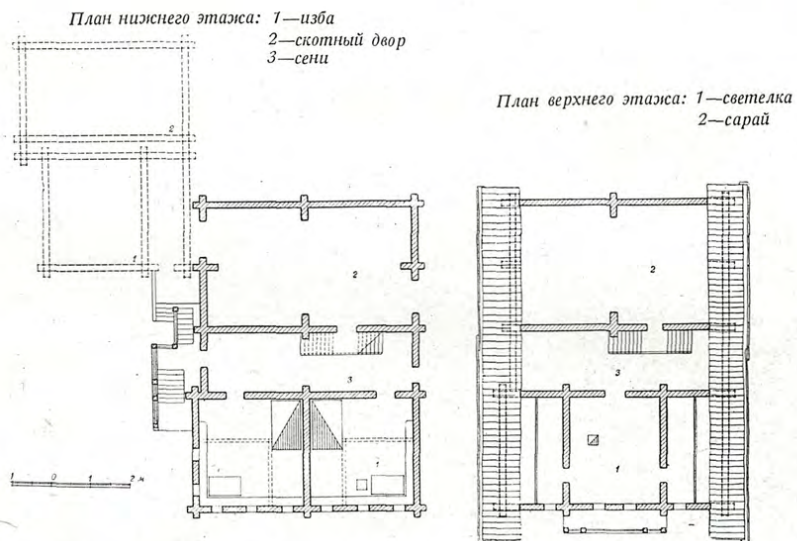 План нижнего этажа: 1—изба
2—скотный двор
3—сени
План верхнего этажа: 1—светелка
2—сарай
2
1
2
3
1
1 0 1 2 м
2
3
1